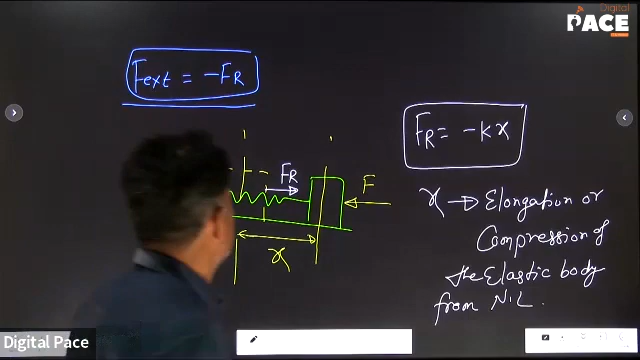 Digital
PACE
Fext = -FR
FR = -kx
FR
F
x
x → Elongation or
Compression of
the Elastic body
from N.L.
Digital Pace